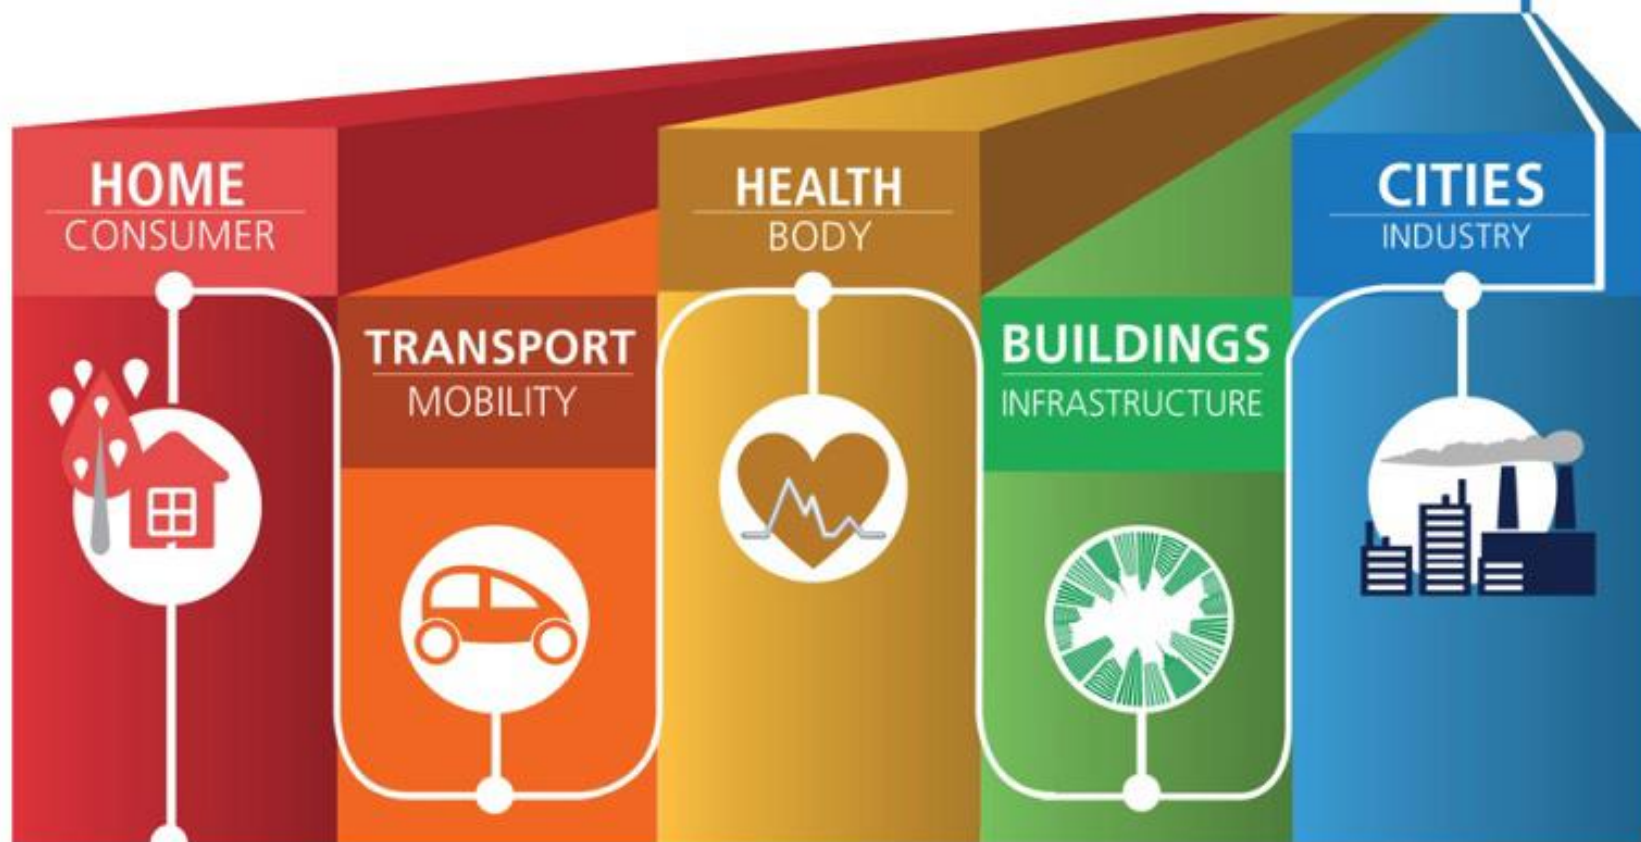 HOME
CONSUMER
TRANSPORT
MOBILITY
HEALTH
BODY
BUILDINGS
INFRASTRUCTURE
CITIES
INDUSTRY